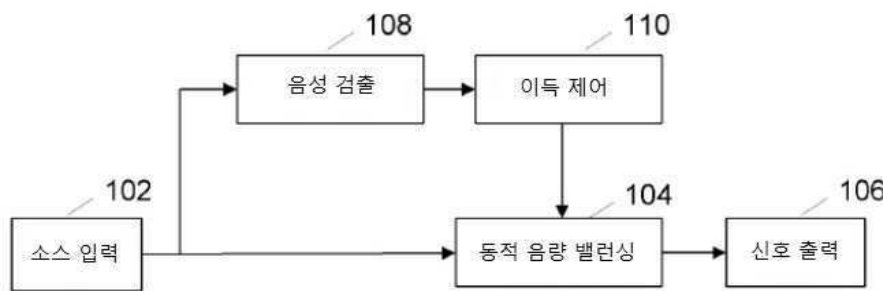 108
음성 검출
110
이득 제어
102
소스 입력
104
동적 음량 밸런싱
106
신호 출력